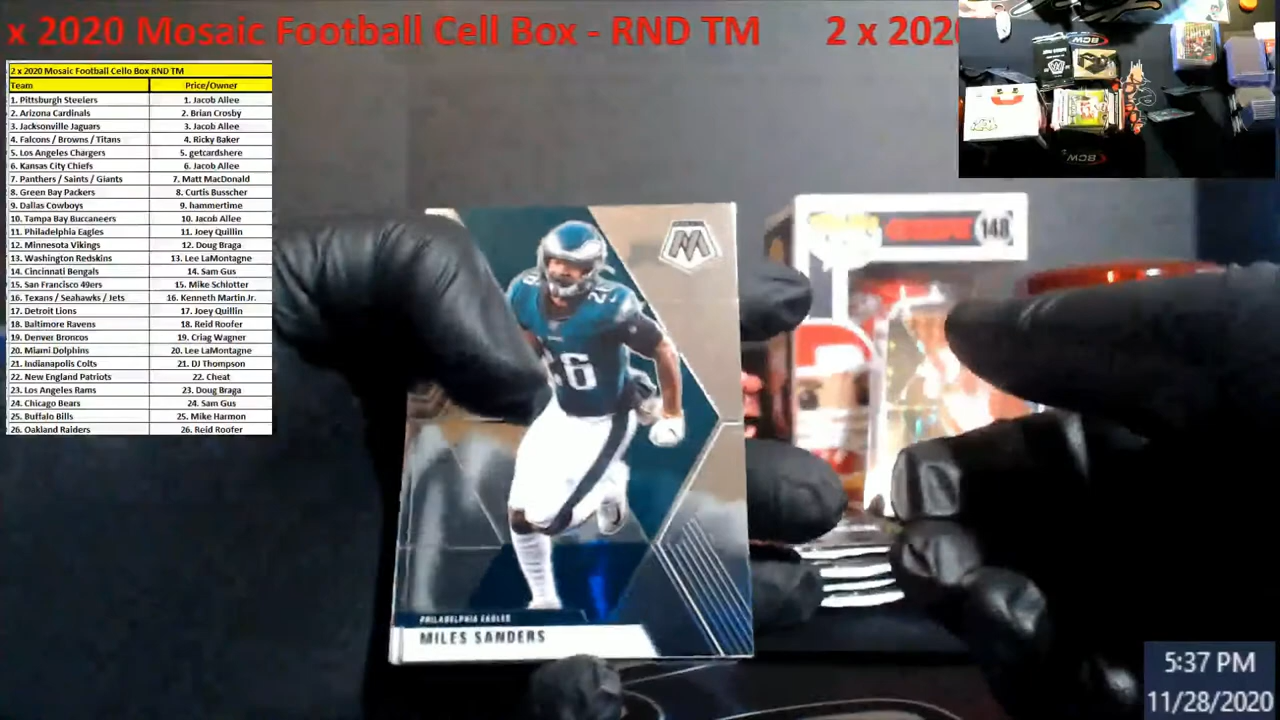 x 2020 Mosaic Football Cell Box - RND TM 2 x 202
2 x 2020 Mosaic Football Cello Box RND TM
Team Price/Owner
1. Pittsburgh Steelers 1. Jacob Allee
2. Arizona Cardinals 2. Brian Crosby
3. Jacksonville Jaguars 3. Jacob Allee
4. Falcons / Browns / Titans 4. Ricky Baker
5. Los Angeles Chargers 5. getcardshere
6. Kansas City Chiefs 6. Jacob Allee
7. Panthers / Saints / Giants 7. Matt MacDonald
8. Green Bay Packers 8. Curtis Busscher
9. Dallas Cowboys 9. hammertime
10. Tampa Bay Buccaneers 10. Jacob Allee
11. Philadelphia Eagles 11. Joey Quillin
12. Minnesota Vikings 12. Doug Braga
13. Washington Redskins 13. Lee LaMontagne
14. Cincinnati Bengals 14. Sam Gus
15. San Francisco 49ers 15. Mike Schlotter
16. Texans / Seahawks / Jets 16. Kenneth Martin Jr.
17. Detroit Lions 17. Joey Quillin
18. Baltimore Ravens 18. Reid Roofer
19. Denver Broncos 19. Criag Wagner
20. Miami Dolphins 20. Lee LaMontagne
21. Indianapolis Colts 21. DJ Thompson
22. New England Patriots 22. Cheat
23. Los Angeles Rams 23. Doug Braga
24. Chicago Bears 24. Sam Gus
25. Buffalo Bills 25. Mike Harmon
26. Oakland Raiders 26. Reid Roofer
BCW
BCW
148
M
26
PHILADELPHIA EAGLES
MILES SANDERS
5:37 PM
11/28/2020